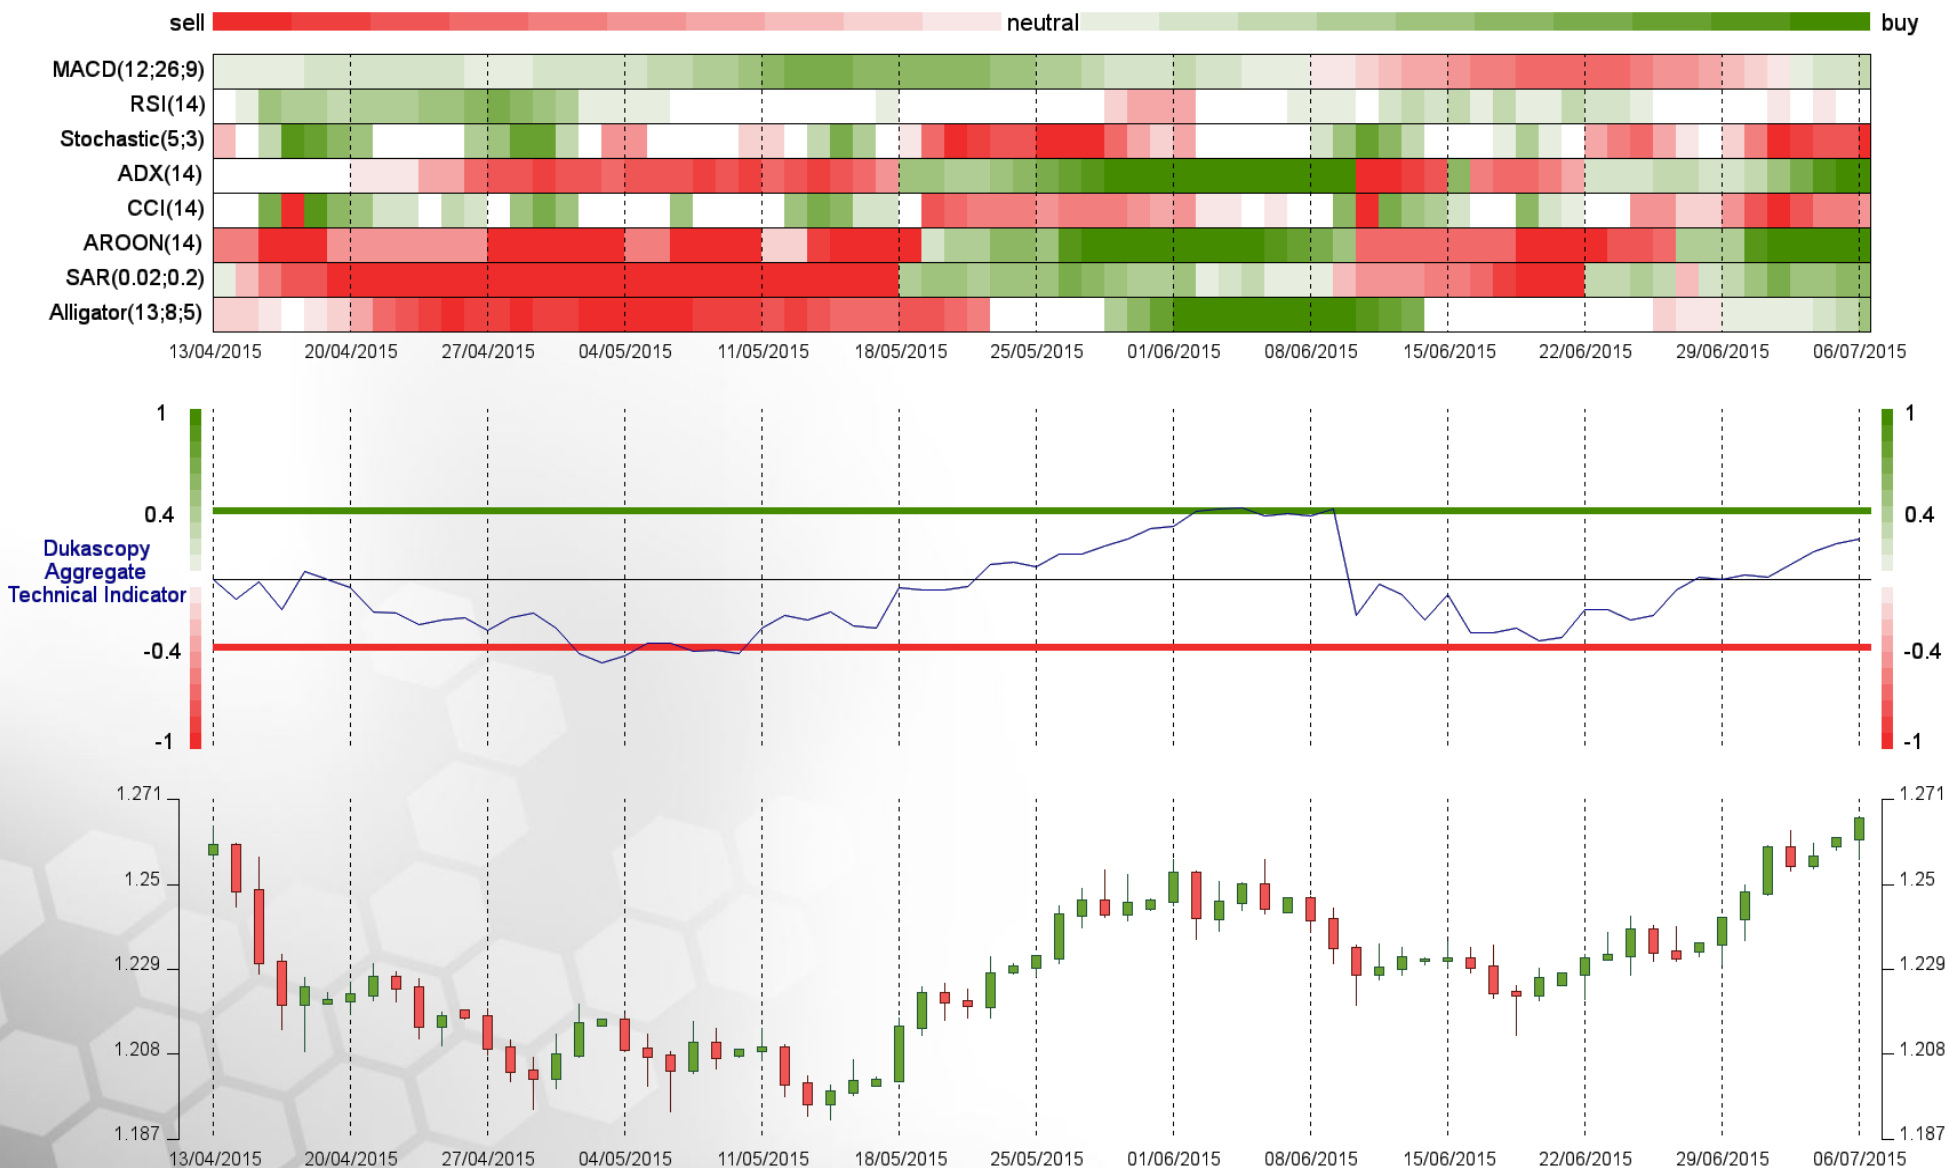 sell neutral buy
MACD(12;26;9)
RSI(14)
Stochastic(5;3)
ADX(14)
CCI(14)
AROON(14)
SAR(0.02;0.2)
Alligator(13;8;5)
13/04/2015 20/04/2015 27/04/2015 04/05/2015 11/05/2015 18/05/2015 25/05/2015 01/06/2015 08/06/2015 15/06/2015 22/06/2015 29/06/2015 06/07/2015
1 1
0.4 0.4
Dukascopy
Aggregate
Technical Indicator
-0.4 -0.4
-1 -1
1.271 1.271
1.25 1.25
1.229 1.229
1.208 1.208
1.187 1.187
13/04/2015 20/04/2015 27/04/2015 04/05/2015 11/05/2015 18/05/2015 25/05/2015 01/06/2015 08/06/2015 15/06/2015 22/06/2015 29/06/2015 06/07/2015